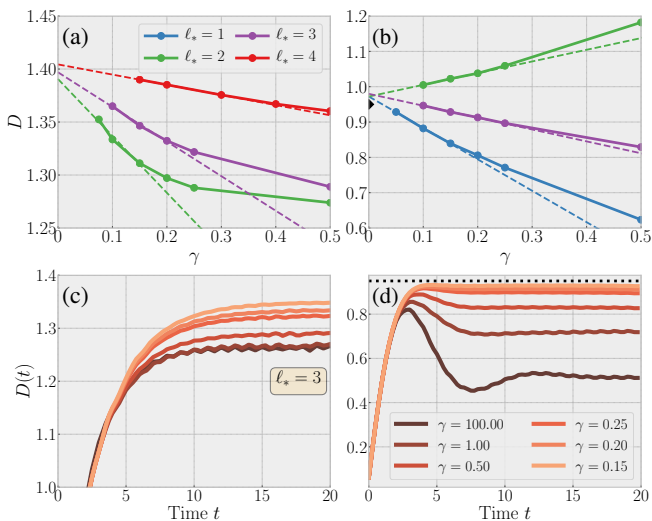 (a)
ℓ* = 1
ℓ* = 3
ℓ* = 2
ℓ* = 4
D
1.45
1.40
1.35
1.30
1.25
0
0.1
0.2
0.3
0.4
0.5
γ
(b)
1.2
1.1
1.0
0.9
0.8
0.7
0.6
0
0.1
0.2
0.3
0.4
0.5
γ
(c)
D(t)
1.4
1.3
1.2
1.1
1.0
ℓ* = 3
0
5
10
15
20
Time t
(d)
0.8
0.6
0.4
0.2
γ = 100.00
γ = 0.25
γ = 1.00
γ = 0.20
γ = 0.50
γ = 0.15
0
5
10
15
20
Time t